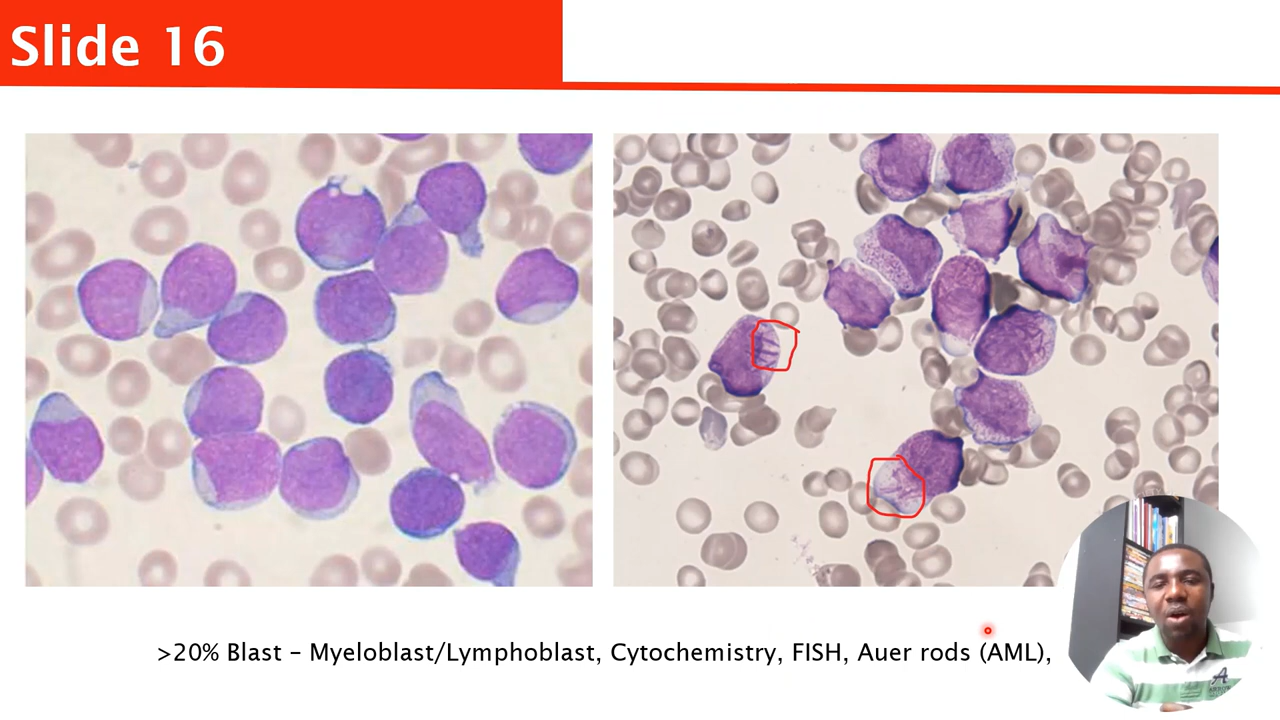 Slide 16
>20% Blast – Myeloblast/Lymphoblast, Cytochemistry, FISH, Auer rods (AML),